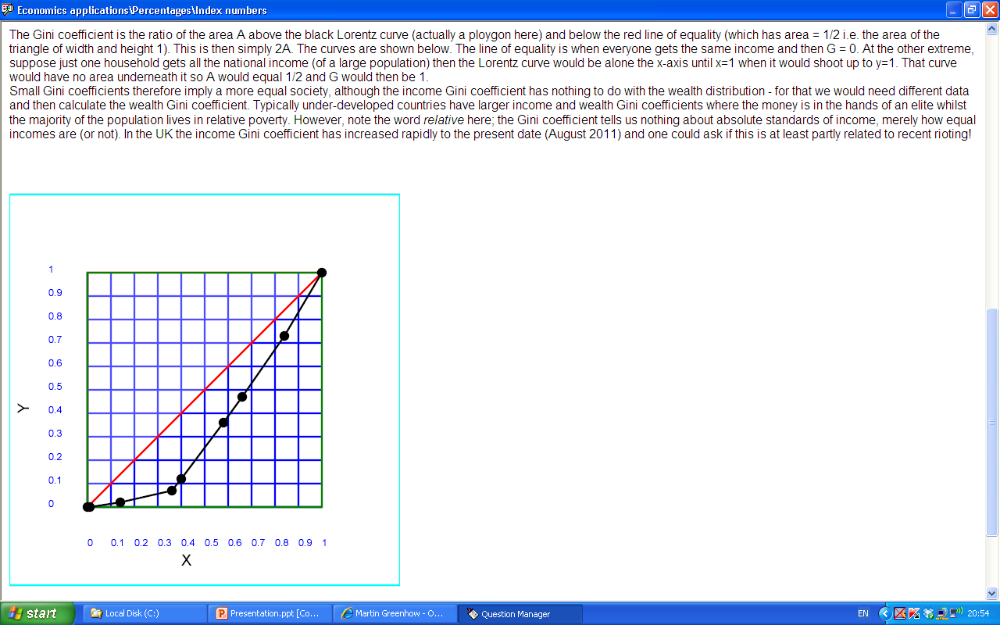 Economics applications\Percentages\Index numbers
The Gini coefficient is the ratio of the area A above the black Lorentz curve (actually a ploygon here) and below the red line of equality (which has area = 1/2 i.e. the area of the
triangle of width and height 1). This is then simply 2A. The curves are shown below. The line of equality is when everyone gets the same income and then G = 0. At the other extreme,
suppose just one household gets all the national income (of a large population) then the Lorentz curve would be alone the x-axis until x=1 when it would shoot up to y=1. That curve
would have no area underneath it so A would equal 1/2 and G would then be 1.
Small Gini coefficients therefore imply a more equal society, although the income Gini coefficient has nothing to do with the wealth distribution - for that we would need different data
and then calculate the wealth Gini coefficient. Typically under-developed countries have larger income and wealth Gini coefficients where the money is in the hands of an elite whilst
the majority of the population lives in relative poverty. However, note the word relative here; the Gini coefficient tells us nothing about absolute standards of income, merely how equal
incomes are (or not). In the UK the income Gini coefficient has increased rapidly to the present date (August 2011) and one could ask if this is at least partly related to recent rioting!
1
0.9
0.8
0.7
0.6
0.5
Y
0.4
0.3
0.2
0.1
0
0 0.1 0.2 0.3 0.4 0.5 0.6 0.7 0.8 0.9 1
X
start Local Disk (C:) Presentation.ppt [Co... Martin Greenhow - O... Question Manager EN 20:54